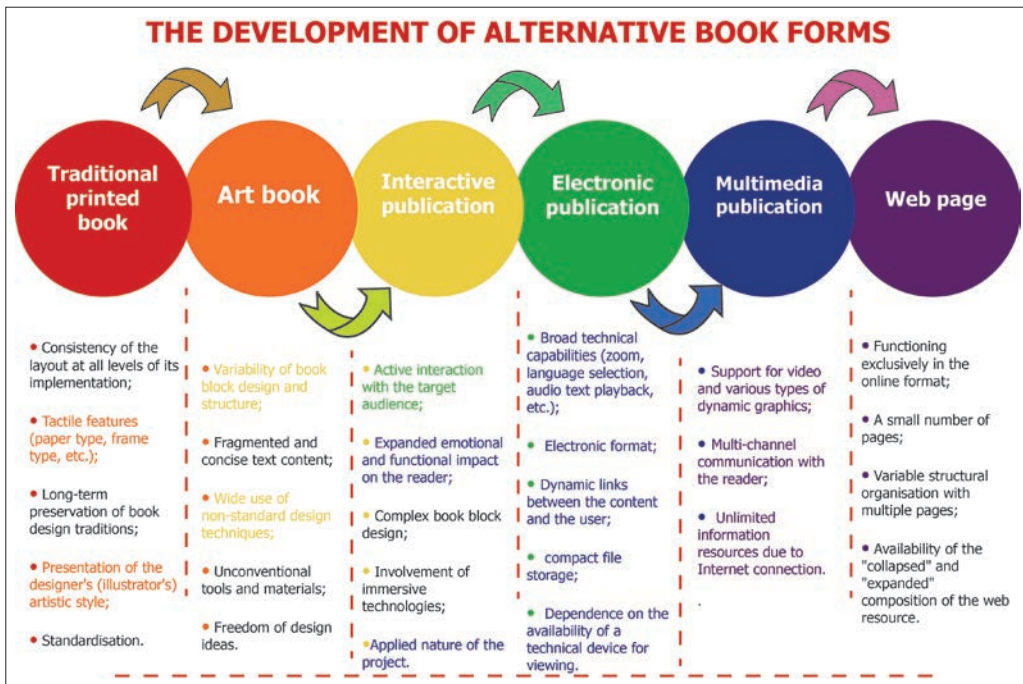 THE DEVELOPMENT OF ALTERNATIVE BOOK FORMS
Traditional
printed
book
Art book
Interactive
publication
Electronic
publication
Multimedia
publication
Web page
• Consistency of the
layout at all levels of its
implementation;
• Tactile features
(paper type, frame
type, etc.);
• Long-term
preservation of book
design traditions;
• Presentation of the
designer's (illustrator's)
artistic style;
• Standardisation.
• Variability of book
block design and
structure;
• Fragmented and
concise text content;
• Wide use of
non-standard design
techniques;
• Unconventional
tools and materials;
• Freedom of design
ideas.
• Active interaction
with the target
audience;
• Expanded emotional
and functional impact
on the reader;
• Complex book block
design;
• Involvement of
immersive
technologies;
•Applied nature of the
project.
• Broad technical
capabilities (zoom,
language selection,
audio text playback,
etc.);
• Electronic format;
• Dynamic links
between the content
and the user;
• compact file
storage;
• Dependence on the
availability of a
technical device for
viewing.
• Support for video
and various types of
dynamic graphics;
• Multi-channel
communication with
the reader;
• Unlimited
information
resources due to
Internet connection.
.
• Functioning
exclusively in the
online format;
• A small number of
pages;
• Variable structural
organisation with
multiple pages;
• Availability of the
"collapsed" and
"expanded"
composition of the web
resource.